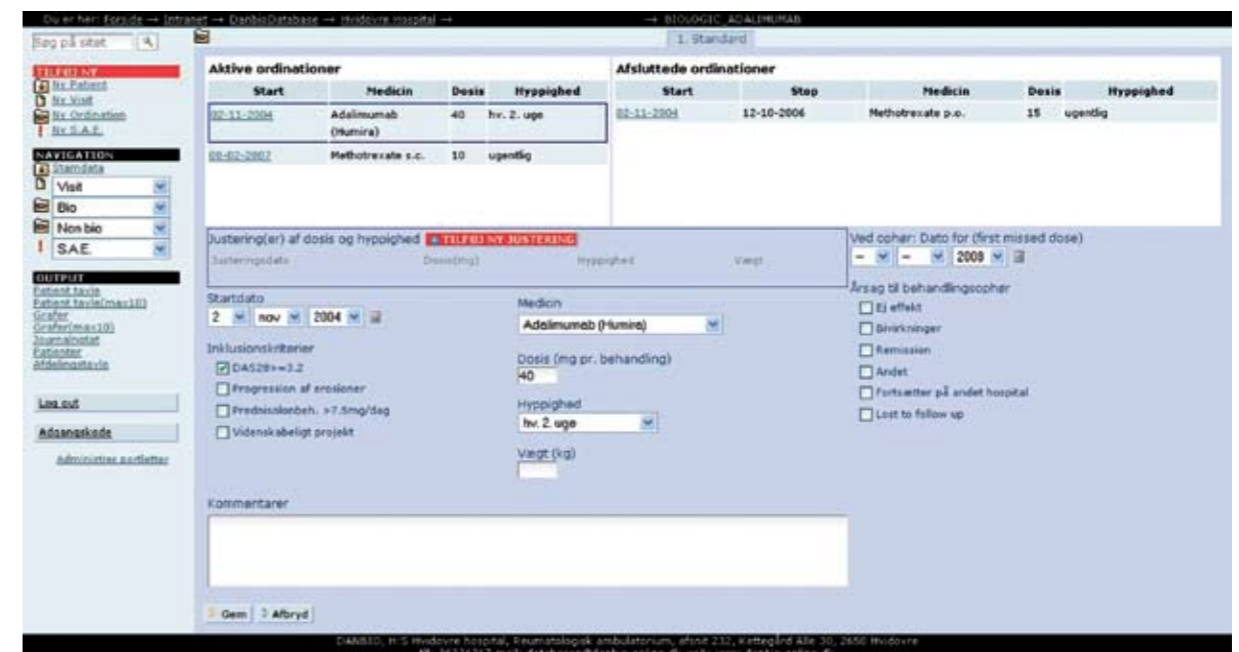 Du er her: Forside → Intranet → DanbioDatabase → Hvidovre Hospital → → BIOLOGIC_ADALIMUMAB
Søg på sitet
1. Standard
TILFØJ NY
Ny Patient
Ny Visit
Ny Ordination
Ny S.A.E.
NAVIGATION
Stamdata
Visit
Bio
Non bio
S.A.E.
OUTPUT
Patient tavle
Patient tavle(max10)
Grafer
Grafer(max10)
Journalnotat
Patienter
Afdelingstavle
Log out
Adgangskode
Administrer portletter
Aktive ordinationer
Start Medicin Dosis Hyppighed
02-11-2004 Adalimumab (Humira) 40 hv. 2. uge
08-02-2007 Methotrexate s.c. 10 ugentlig
Afsluttede ordinationer
Start Stop Medicin Dosis Hyppighed
02-11-2004 12-10-2006 Methotrexate p.o. 15 ugentlig
Justering(er) af dosis og hyppighed TILFØJ NY JUSTERING
Justeringsdato Dosis(mg) Hyppighed Vægt
Startdato
2 nov 2004
Inklusionskriterier
DAS28>=3.2
Progression af erosioner
Prednisolonbeh. >7.5mg/dag
Videnskabeligt projekt
Medicin
Adalimumab (Humira)
Dosis (mg pr. behandling)
40
Hyppighed
hv. 2. uge
Vægt (kg)
Ved ophør: Dato for (first missed dose)
– – 2008
Årsag til behandlingsophør
Ej effekt
Bivirkninger
Remission
Andet
Fortsætter på andet hospital
Lost to follow up
Kommentarer
Gem Afbryd
DANBIO, H:S Hvidovre hospital, Reumatologisk ambulatorium, afsnit 232, Kettegård Alle 30, 2650 Hvidovre